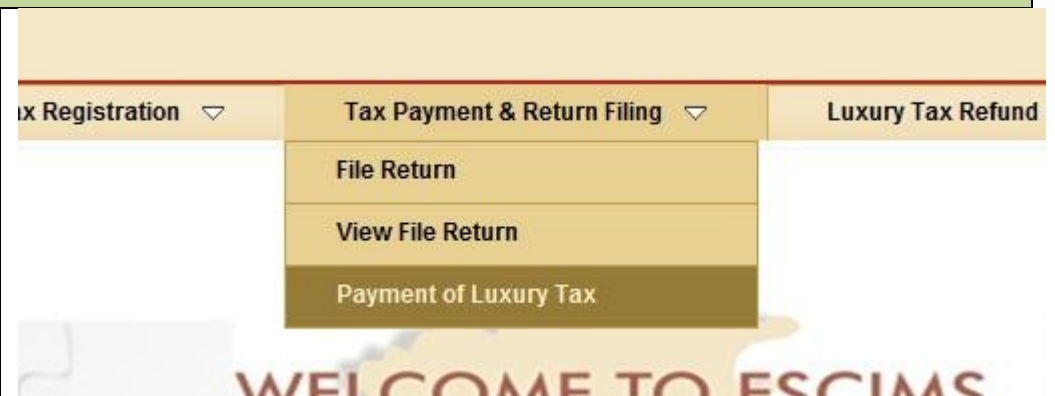 ax Registration Tax Payment & Return Filing Luxury Tax Refund
File Return
View File Return
Payment of Luxury Tax
WELCOME TO ESCIMS